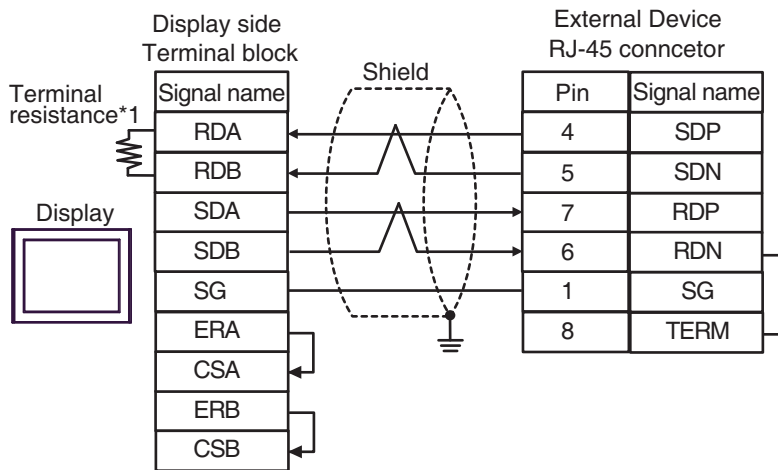 Display side
Terminal block
External Device
RJ-45 conncetor
Shield
Terminal
resistance*1
Display
Signal name
RDA
RDB
SDA
SDB
SG
ERA
CSA
ERB
CSB
Pin Signal name
4 SDP
5 SDN
7 RDP
6 RDN
1 SG
8 TERM